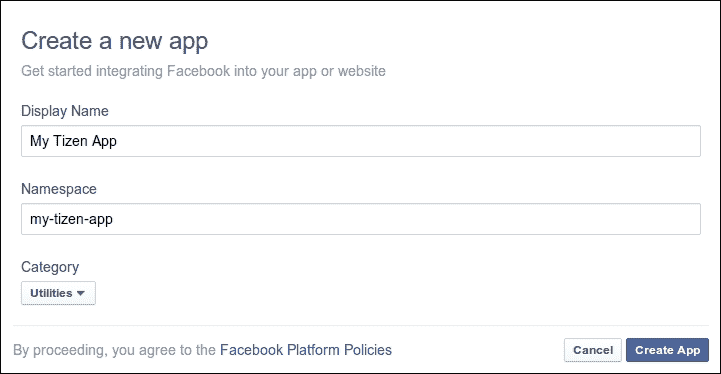 Create a new app
Get started integrating Facebook into your app or website
Display Name
My Tizen App
Namespace
my-tizen-app
Category
Utilities
By proceeding, you agree to the Facebook Platform Policies
Cancel
Create App